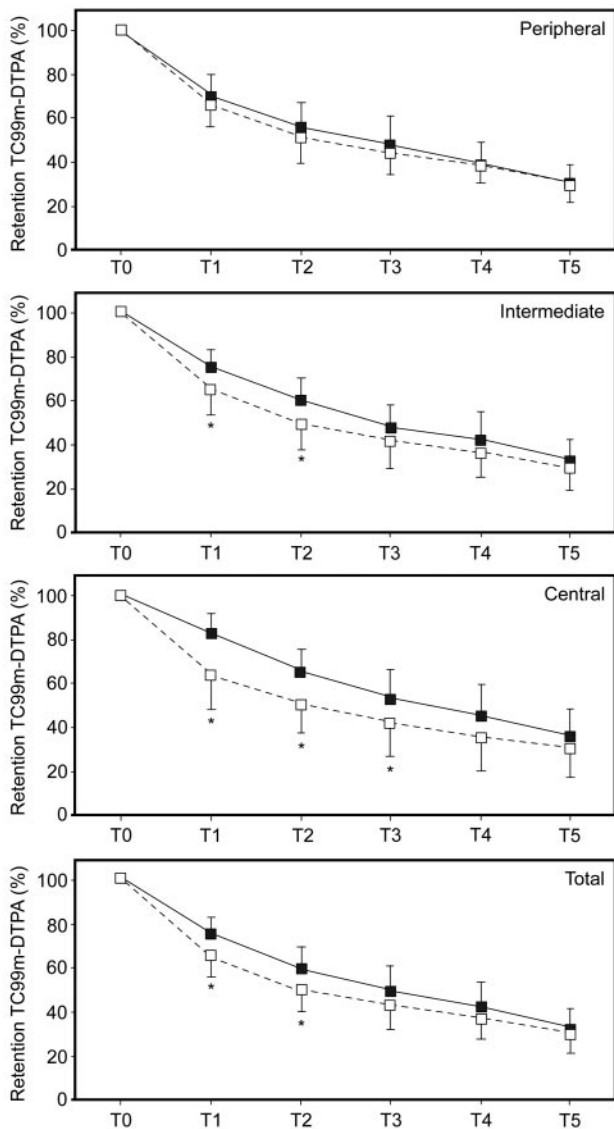 Retention TC99m-DTPA (%)
Peripheral
100
80
60
40
20
0
T0 T1 T2 T3 T4 T5
Retention TC99m-DTPA (%)
Intermediate
100
80
60
40
20
0
* *
T0 T1 T2 T3 T4 T5
Retention TC99m-DTPA (%)
Central
100
80
60
40
20
0
* * *
T0 T1 T2 T3 T4 T5
Retention TC99m-DTPA (%)
Total
100
80
60
40
20
0
* *
T0 T1 T2 T3 T4 T5